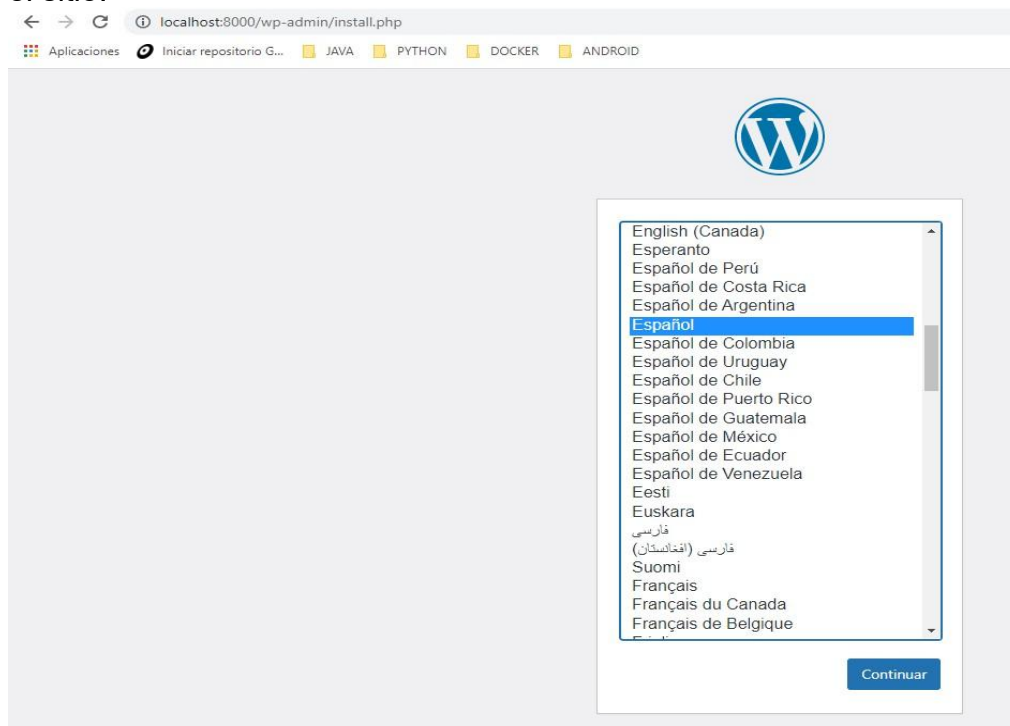 localhost:8000/wp-admin/install.php
Aplicaciones Iniciar repositorio G... JAVA PYTHON DOCKER ANDROID
English (Canada)
Esperanto
Español de Perú
Español de Costa Rica
Español de Argentina
Español
Español de Colombia
Español de Uruguay
Español de Chile
Español de Puerto Rico
Español de Guatemala
Español de México
Español de Ecuador
Español de Venezuela
Eesti
Euskara
فارسی
فارسی (افغانستان)
Suomi
Français
Français du Canada
Français de Belgique
Continuar